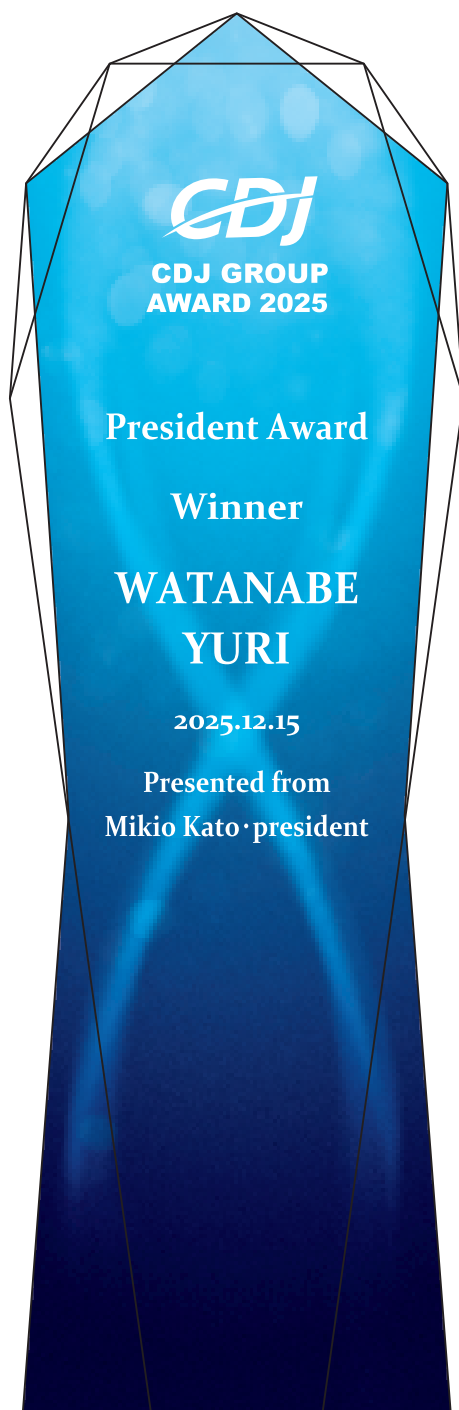 CDJ
CDJ GROUP
AWARD 2025
President Award
Winner
WATANABE
YURI
2025.12.15
Presented from
Mikio Kato･president